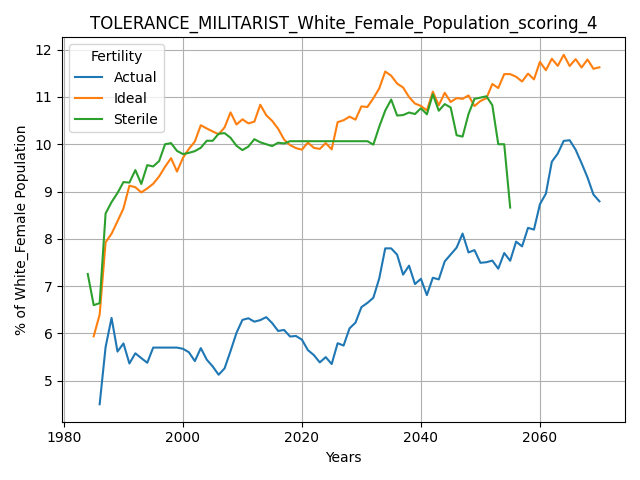 TOLERANCE_MILITARIST_White_Female_Population_scoring_4
Fertility
Actual
Ideal
Sterile
% of White_Female Population
12
11
10
9
8
7
6
5
1980
2000
2020
2040
2060
Years